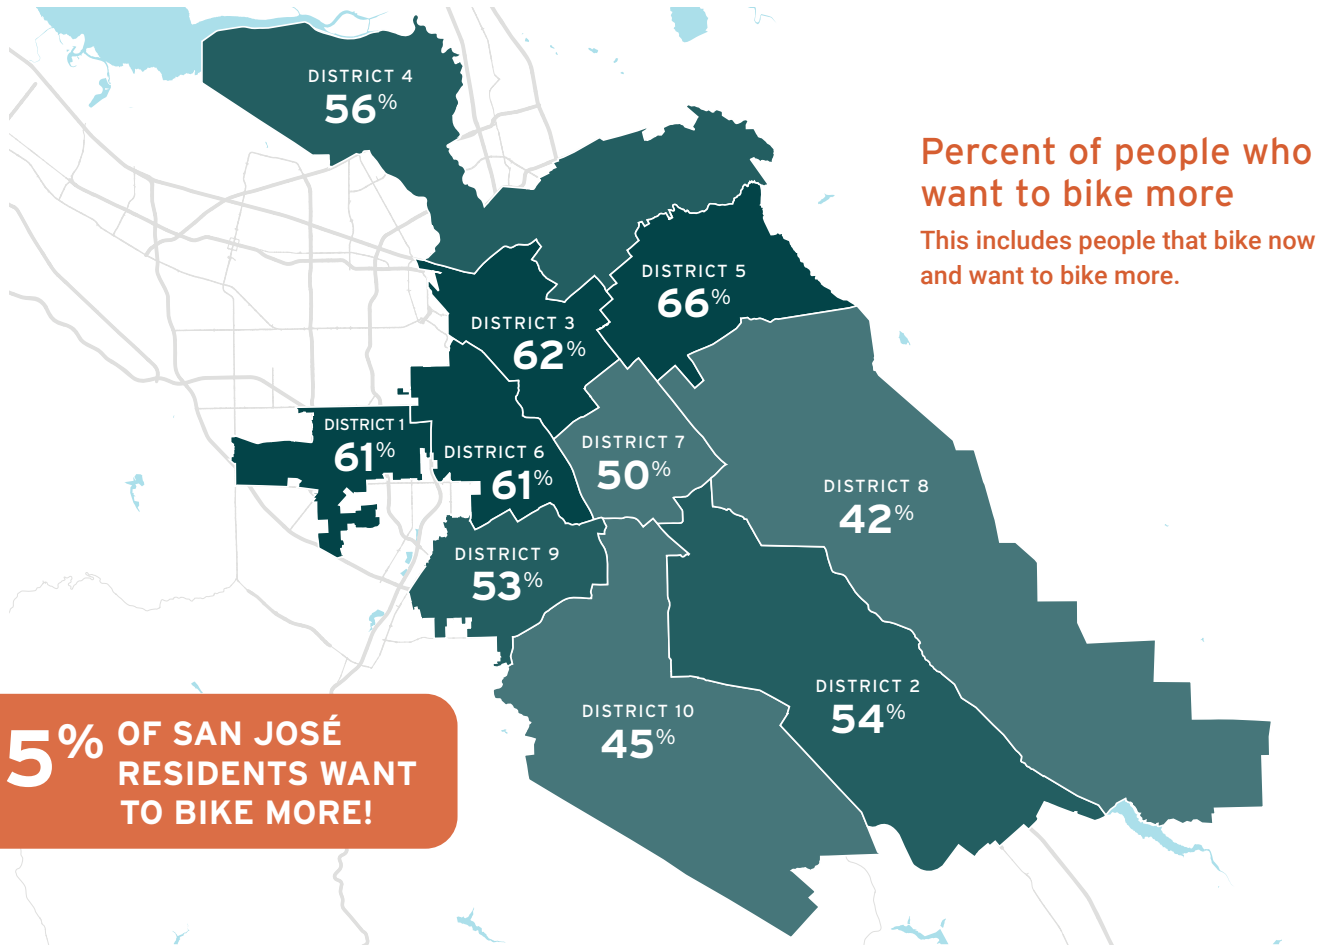 DISTRICT 4
56%
Percent of people who
want to bike more
This includes people that bike now
and want to bike more.
DISTRICT 5
66%
DISTRICT 3
62%
DISTRICT 1
61%
DISTRICT 6
61%
DISTRICT 7
50%
DISTRICT 8
42%
DISTRICT 9
53%
DISTRICT 2
54%
DISTRICT 10
45%
5% OF SAN JOSÉ
RESIDENTS WANT
TO BIKE MORE!